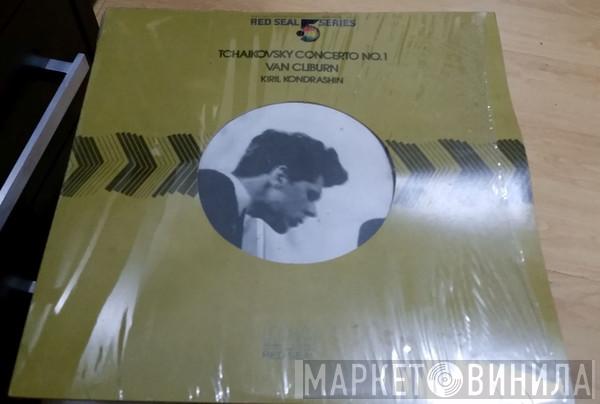 RED SEAL 5 SERIES
TCHAIKOVSKY CONCERTO NO.1
VAN CLIBURN
KIRIL KONDRASHIN
МАРКЕТ ВИНИЛА